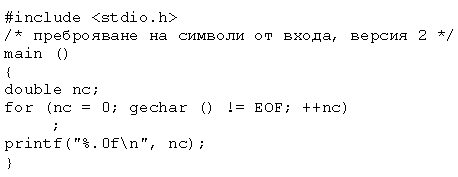 #include <stdio.h>
/* преброяване на символи от входа, версия 2 */
main ()
{
double nc;
for (nc = 0; gechar () != EOF; ++nc)
;
printf("%.0f\n", nc);
}